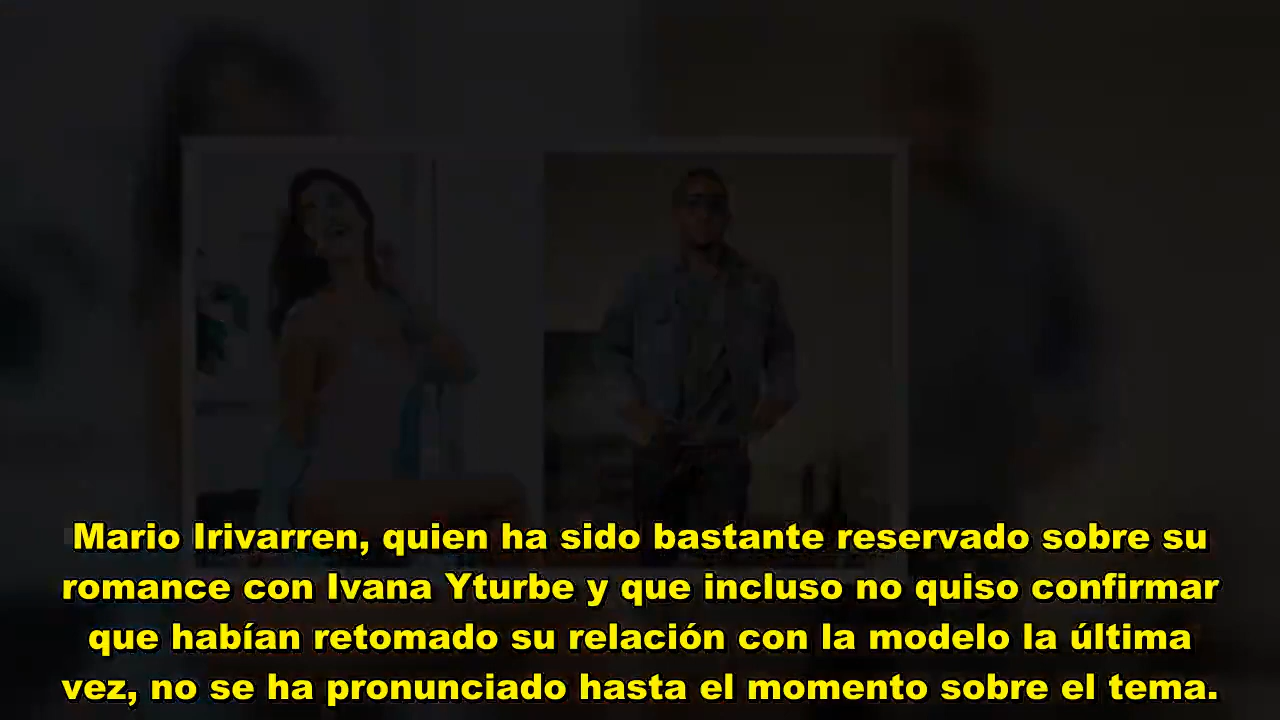 Mario Irivarren, quien ha sido bastante reservado sobre su
romance con Ivana Yturbe y que incluso no quiso confirmar
que habían retomado su relación con la modelo la última
vez, no se ha pronunciado hasta el momento sobre el tema.